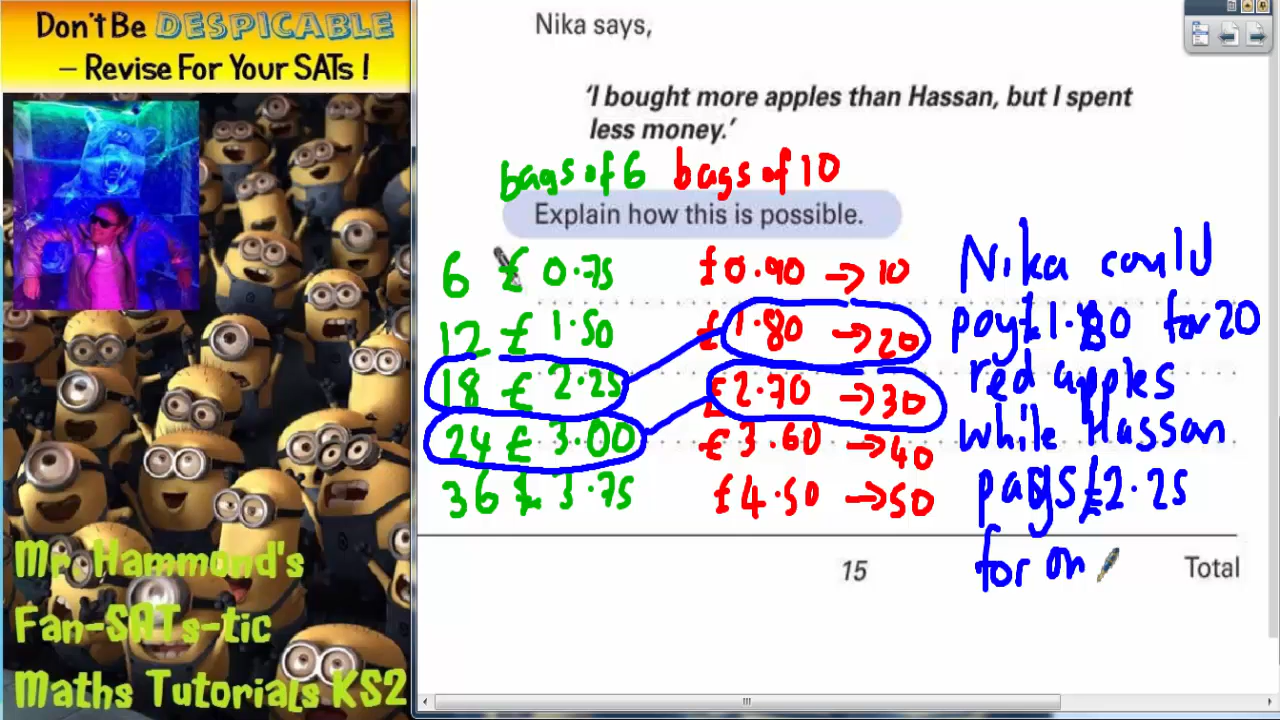 Don't Be DESPICABLE
– Revise For Your SATs !
Mr Hammond's
Fan-SATs-tic
Maths Tutorials KS2
Nika says,
'I bought more apples than Hassan, but I spent
less money.'
bags of 6 bags of 10
Explain how this is possible.
6 £ 0.75 £0.90 → 10
12 £ 1.50 £1.80 → 20
18 £ 2.25 £2.70 → 30
24 £ 3.00 £3.60 → 40
36 £ 3.75 £4.50 → 50
Nika could
pay £1.80 for 20
red apples
while Hassan
pays £2.25
for on
15 Total